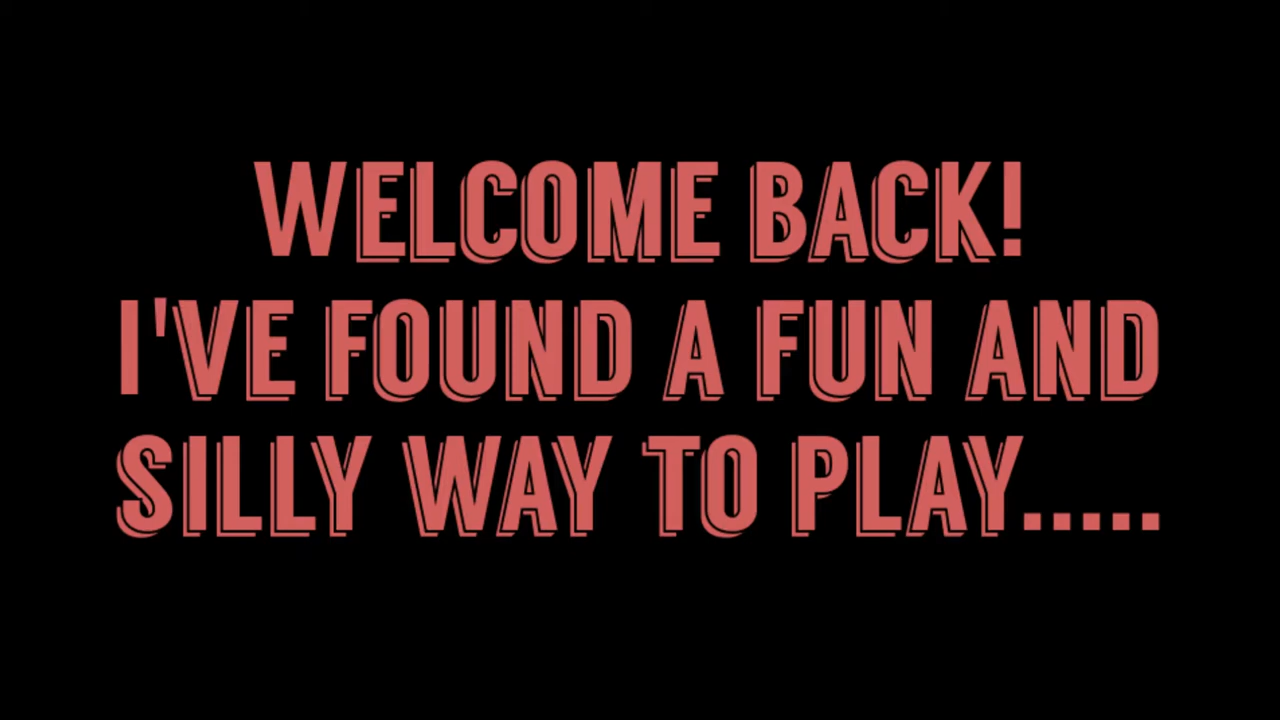 WELCOME BACK!
I'VE FOUND A FUN AND
SILLY WAY TO PLAY.....